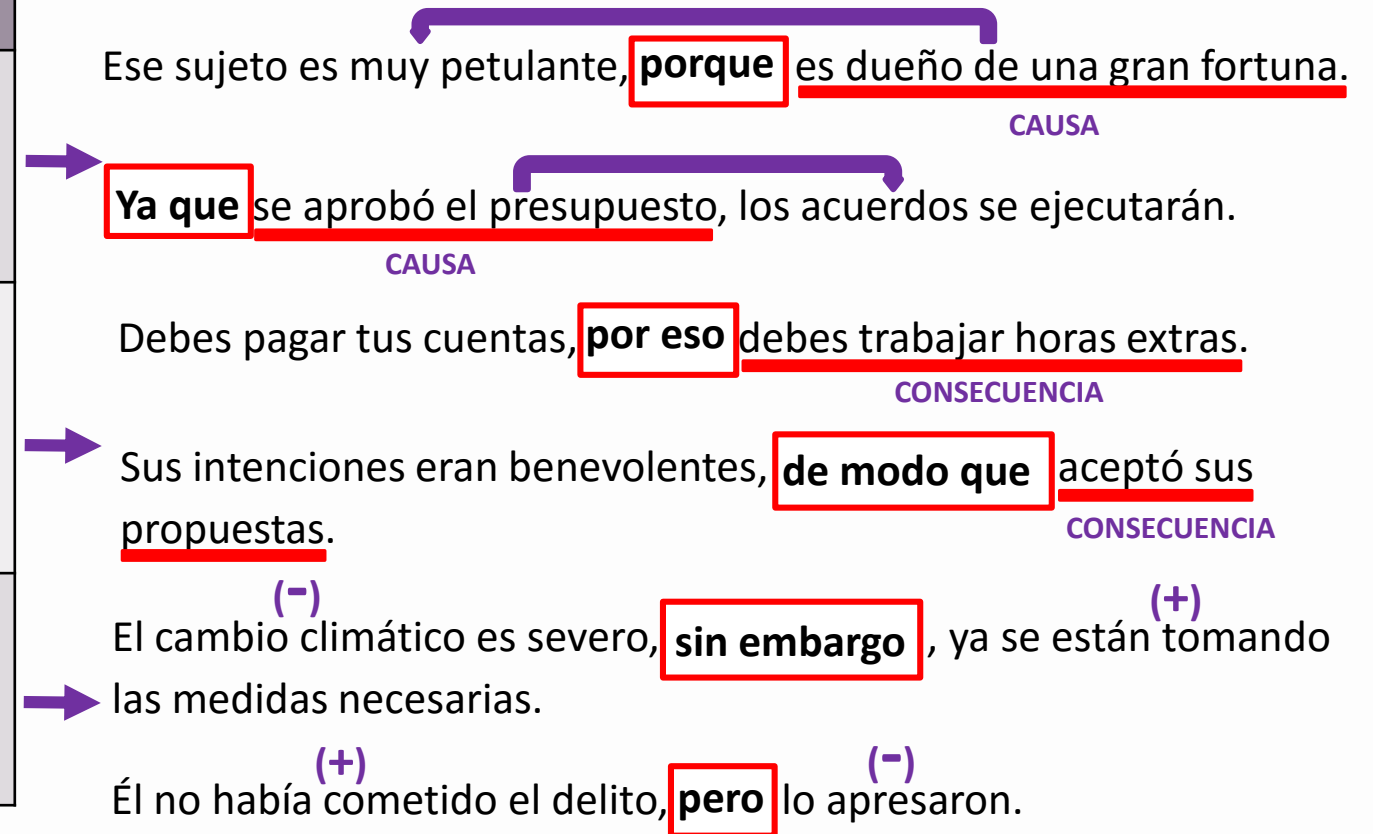 Ese sujeto es muy petulante, porque es dueño de una gran fortuna.
CAUSA
Ya que se aprobó el presupuesto, los acuerdos se ejecutarán.
CAUSA
Debes pagar tus cuentas, por eso debes trabajar horas extras.
CONSECUENCIA
Sus intenciones eran benevolentes, de modo que aceptó sus
propuestas.
CONSECUENCIA
(-) (+)
El cambio climático es severo, sin embargo , ya se están tomando
las medidas necesarias.
(+) (-)
Él no había cometido el delito, pero lo apresaron.